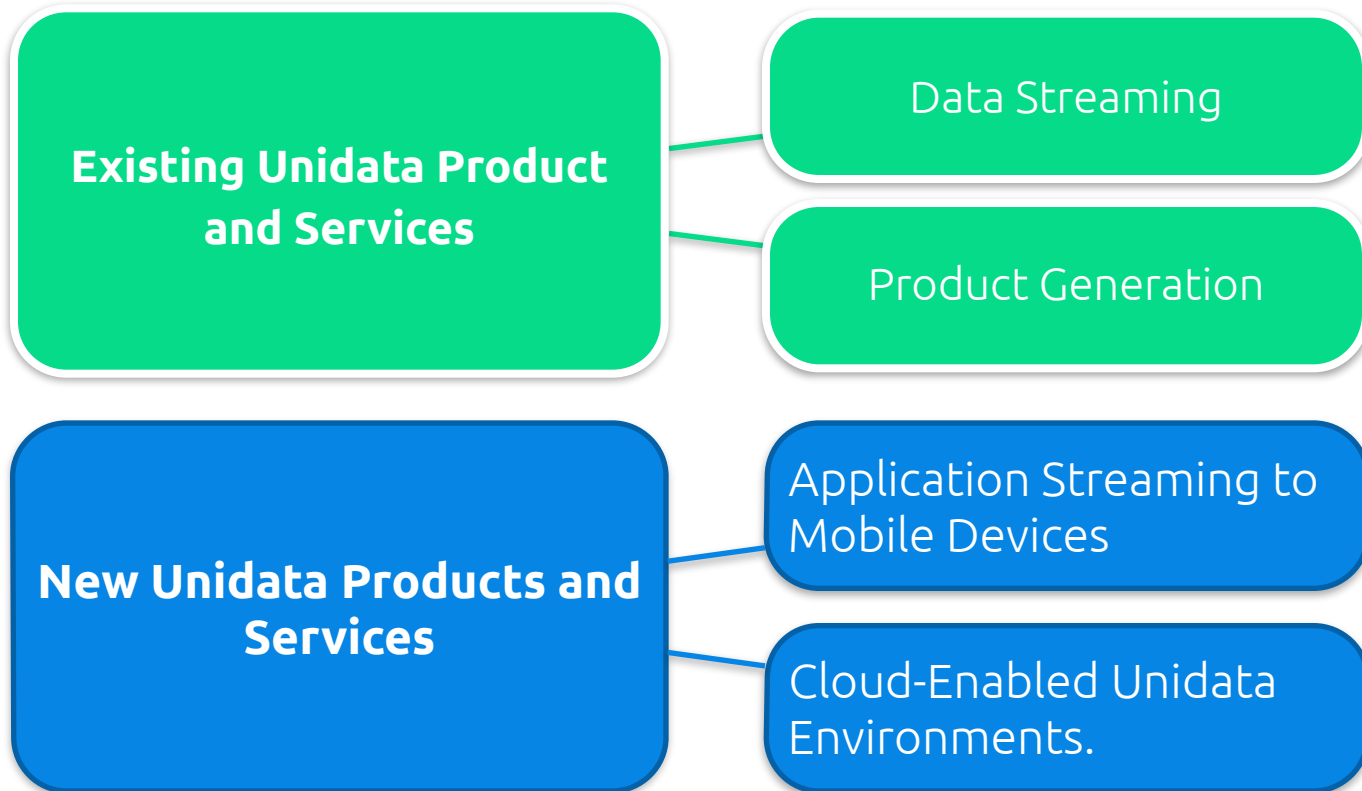 Existing Unidata Product
and Services
Data Streaming
Product Generation
New Unidata Products and
Services
Application Streaming to
Mobile Devices
Cloud-Enabled Unidata
Environments.